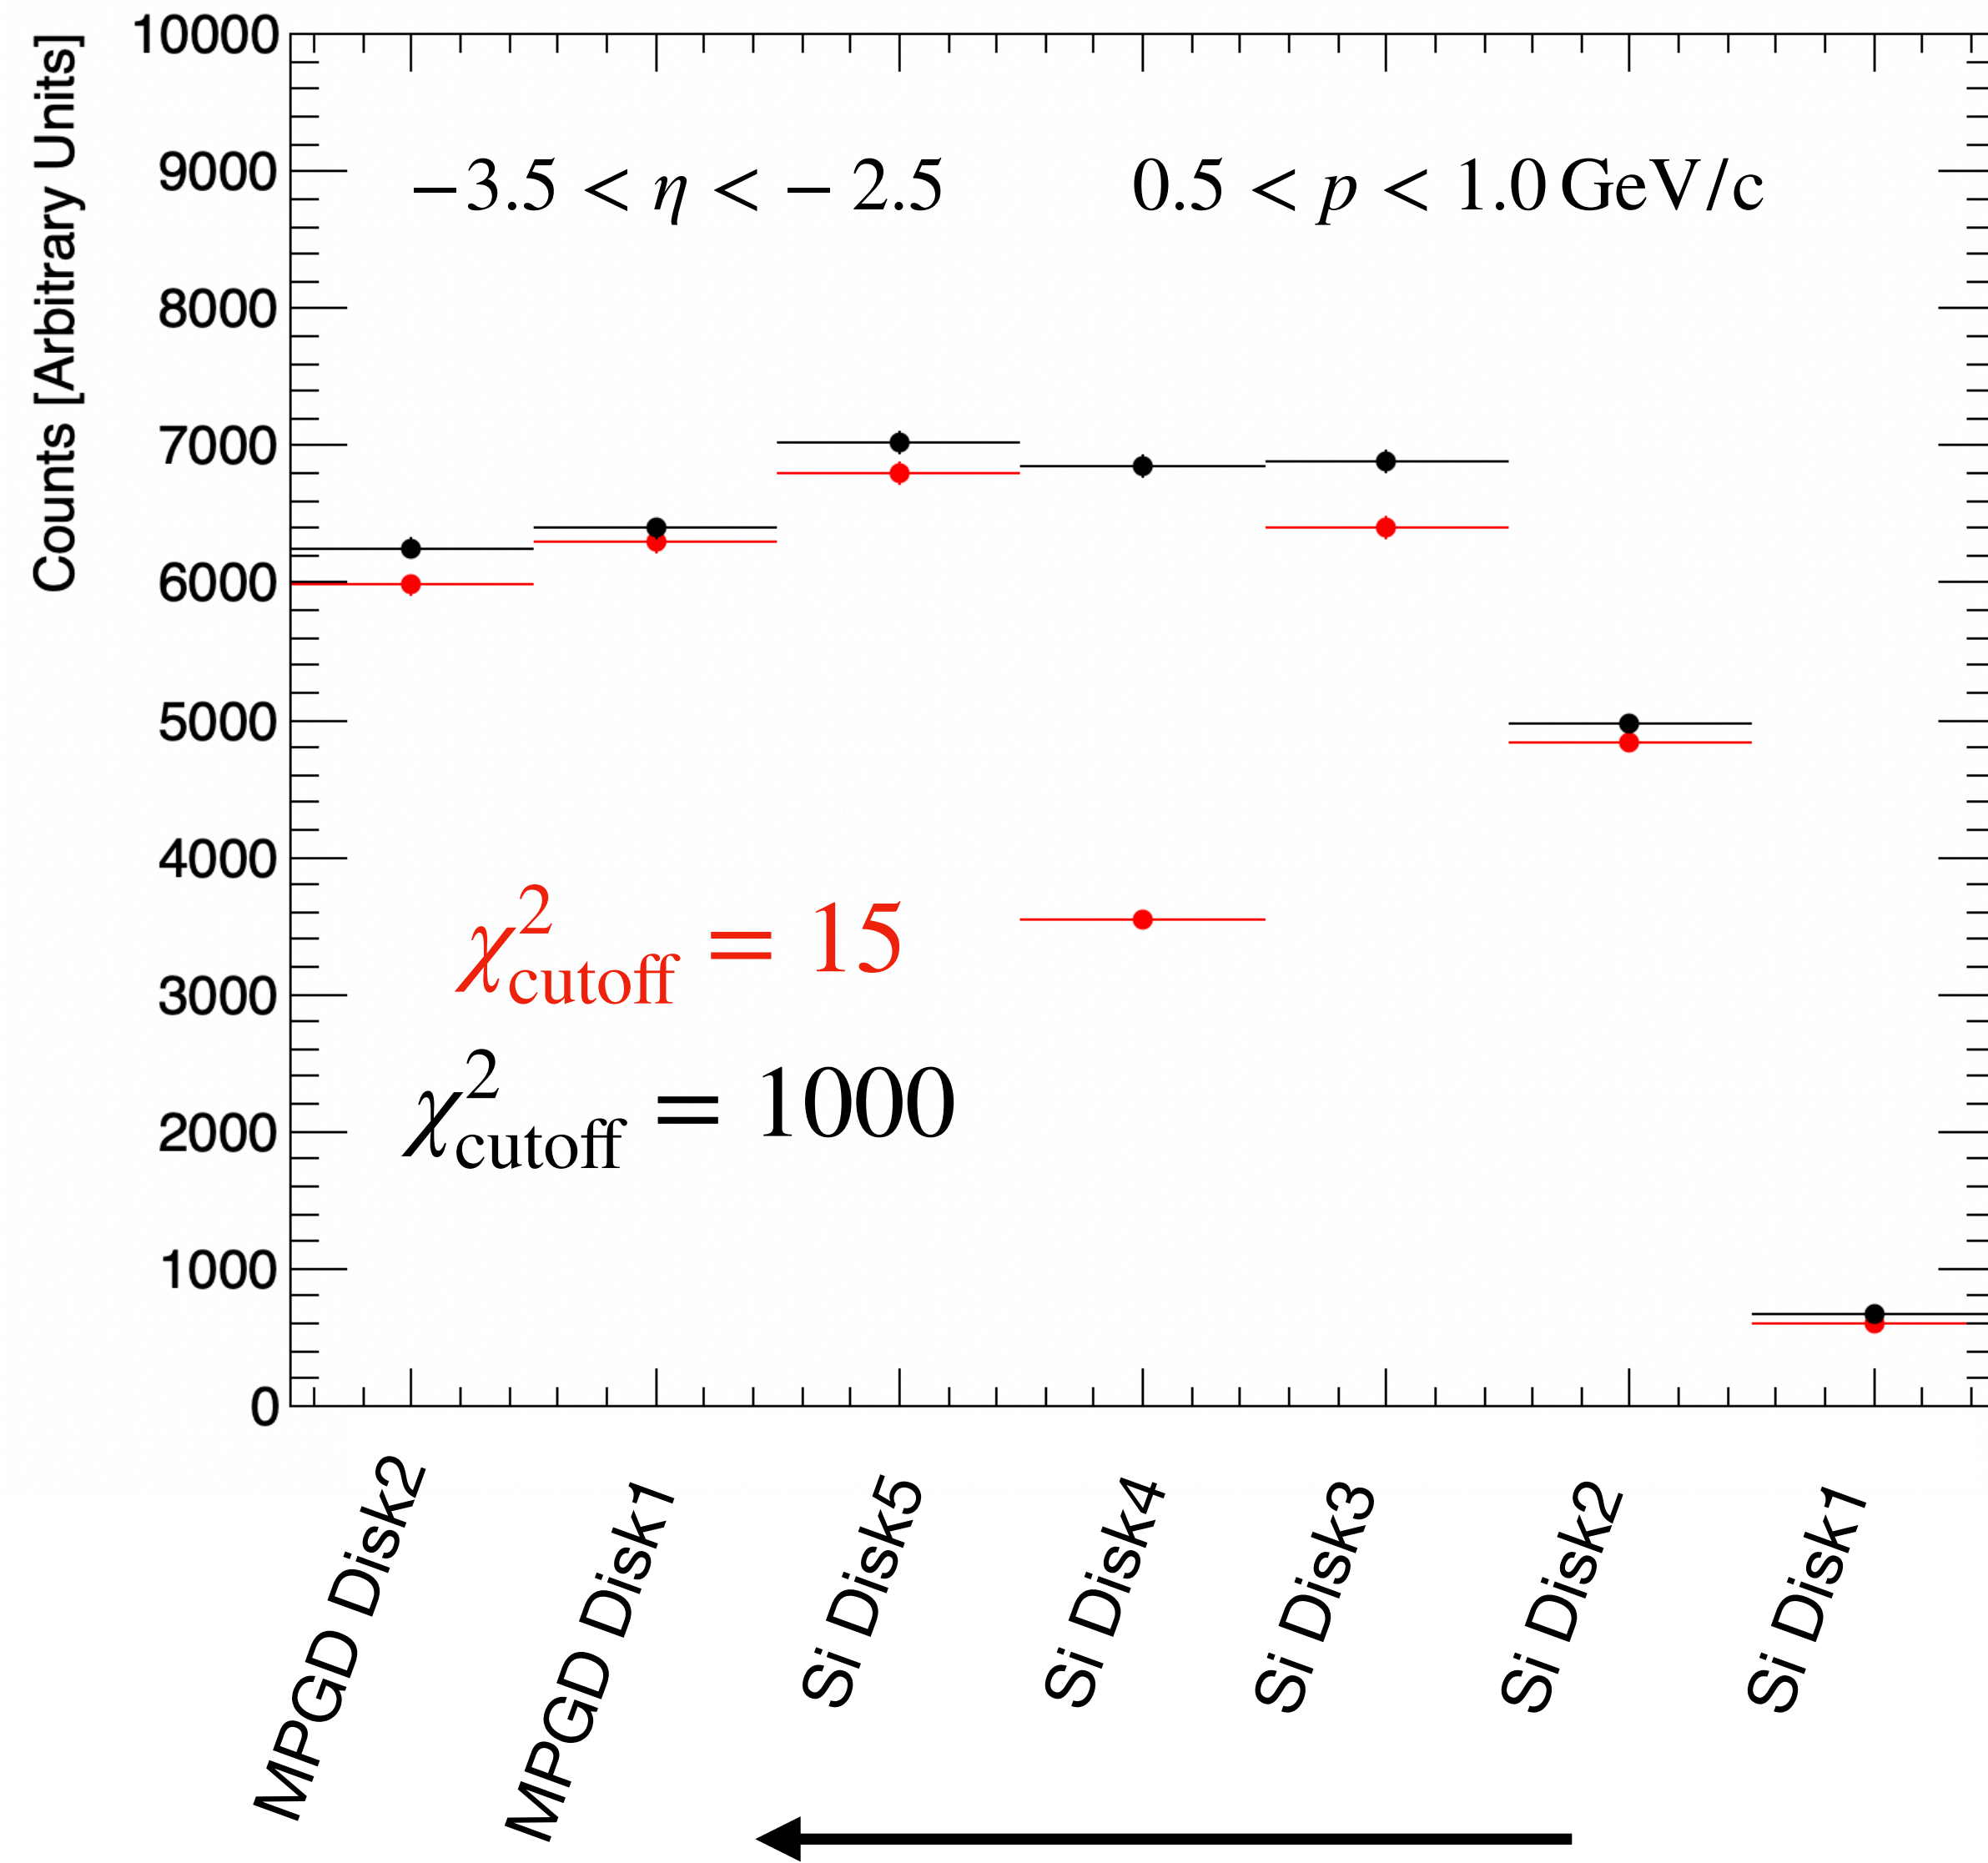 Counts [Arbitrary Units]
10000
9000
8000
7000
6000
5000
4000
3000
2000
1000
0
−3.5 < η < − 2.5
0.5 < p < 1.0 GeV/c
χ²cutoff = 15
χ²cutoff = 1000
MPGD Disk2
MPGD Disk1
Si Disk5
Si Disk4
Si Disk3
Si Disk2
Si Disk1